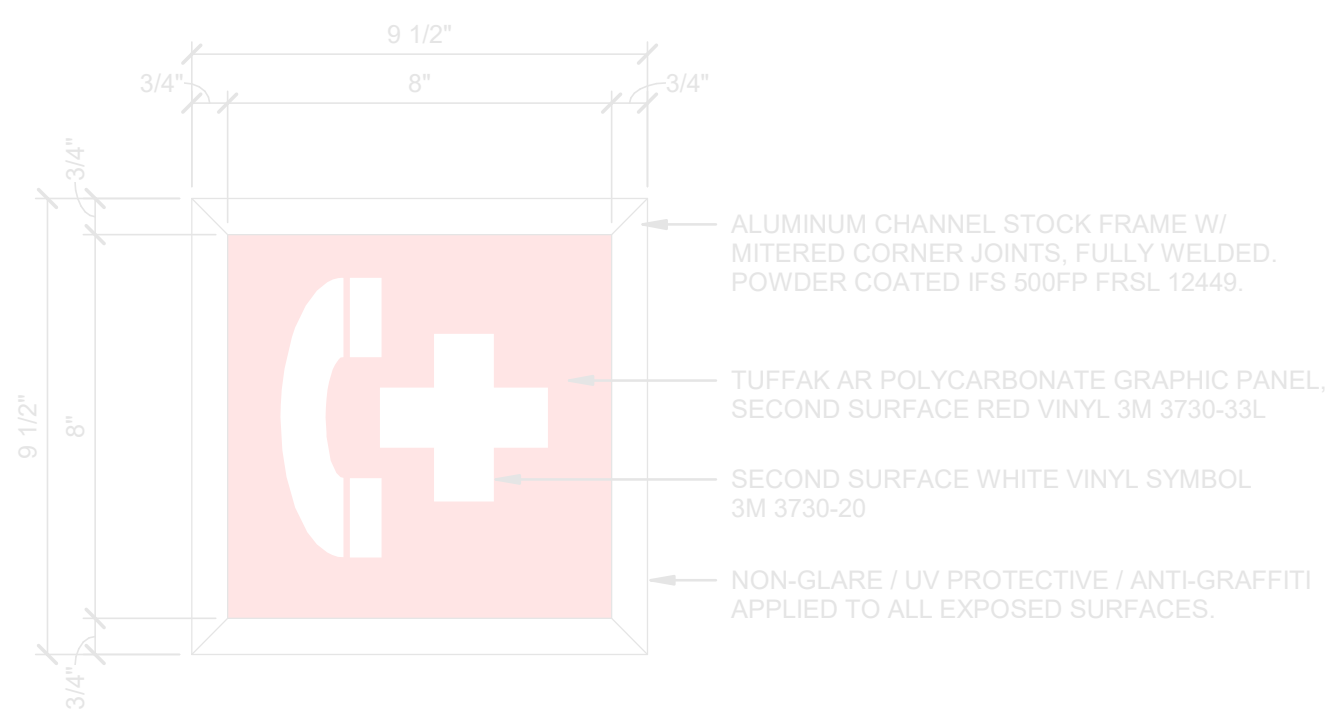 9 1/2"
3/4"
8"
3/4"
3/4"
9 1/2"
8"
3/4"
ALUMINUM CHANNEL STOCK FRAME W/
MITERED CORNER JOINTS, FULLY WELDED.
POWDER COATED IFS 500FP FRSL 12449.
TUFFAK AR POLYCARBONATE GRAPHIC PANEL,
SECOND SURFACE RED VINYL 3M 3730-33L
SECOND SURFACE WHITE VINYL SYMBOL
3M 3730-20
NON-GLARE / UV PROTECTIVE / ANTI-GRAFFITI
APPLIED TO ALL EXPOSED SURFACES.